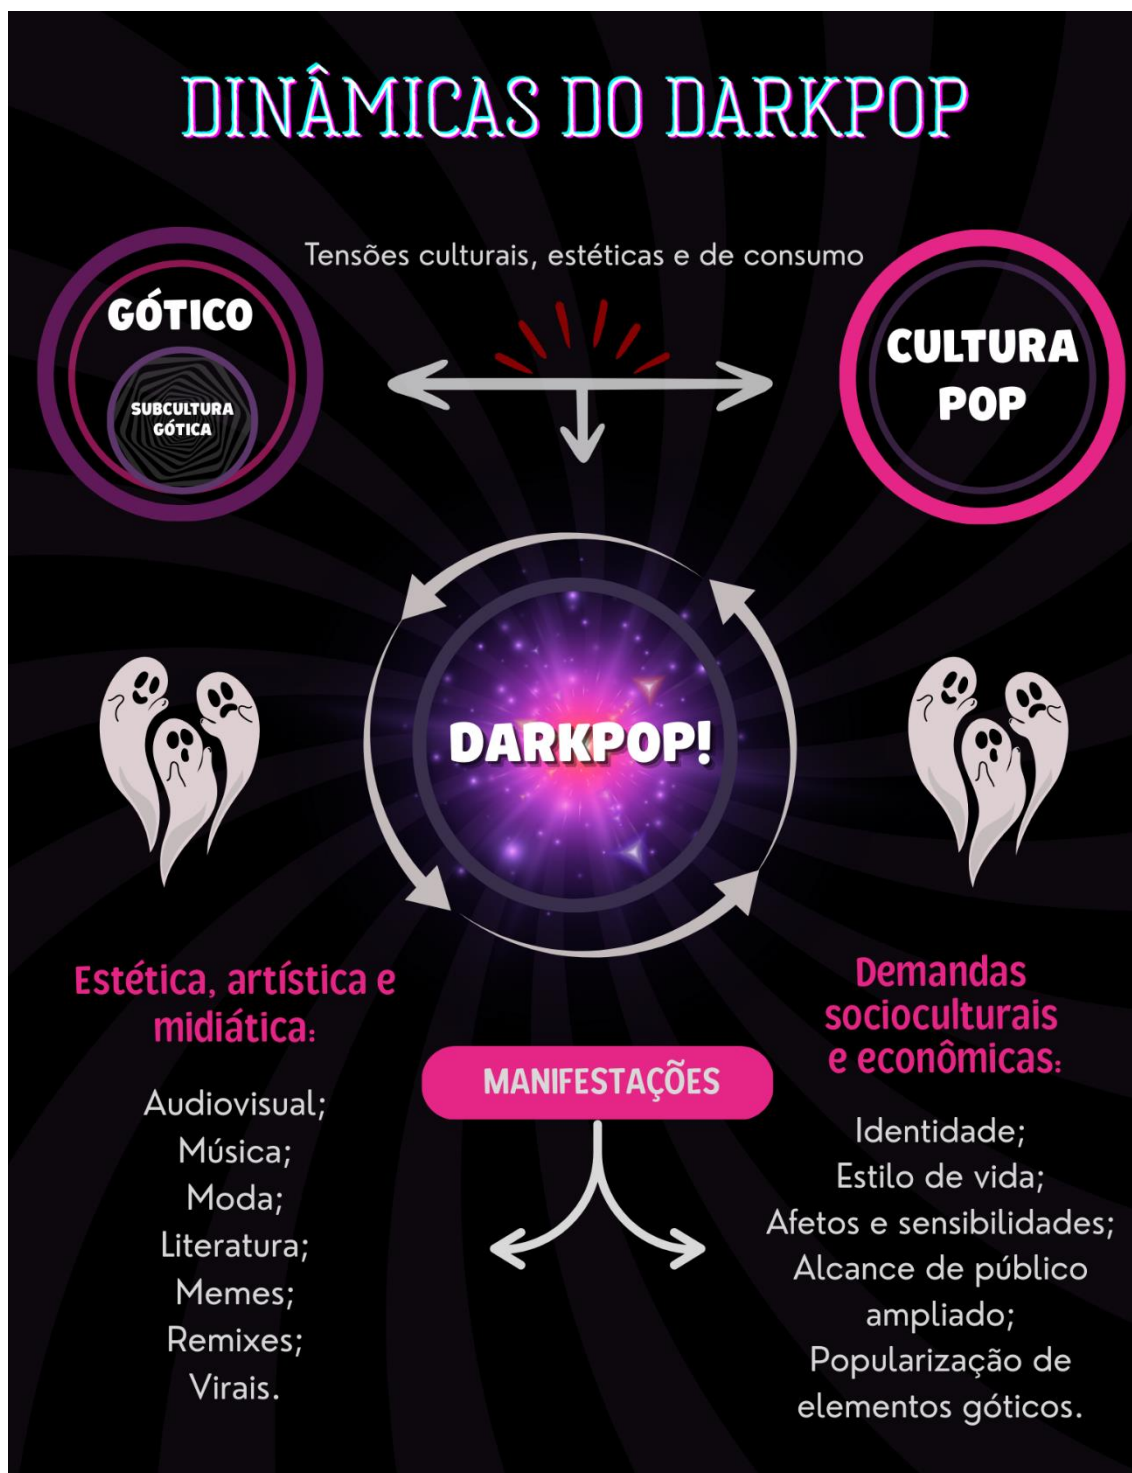 DINÂMICAS DO DARKPOP
Tensões culturais, estéticas e de consumo
GÓTICO
SUBCULTURA
GÓTICA
CULTURA
POP
DARKPOP!
Estética, artística e
midiática:
Audiovisual;
Música;
Moda;
Literatura;
Memes;
Remixes;
Virais.
MANIFESTAÇÕES
Demandas
socioculturais
e econômicas:
Identidade;
Estilo de vida;
Afetos e sensibilidades;
Alcance de público
ampliado;
Popularização de
elementos góticos.